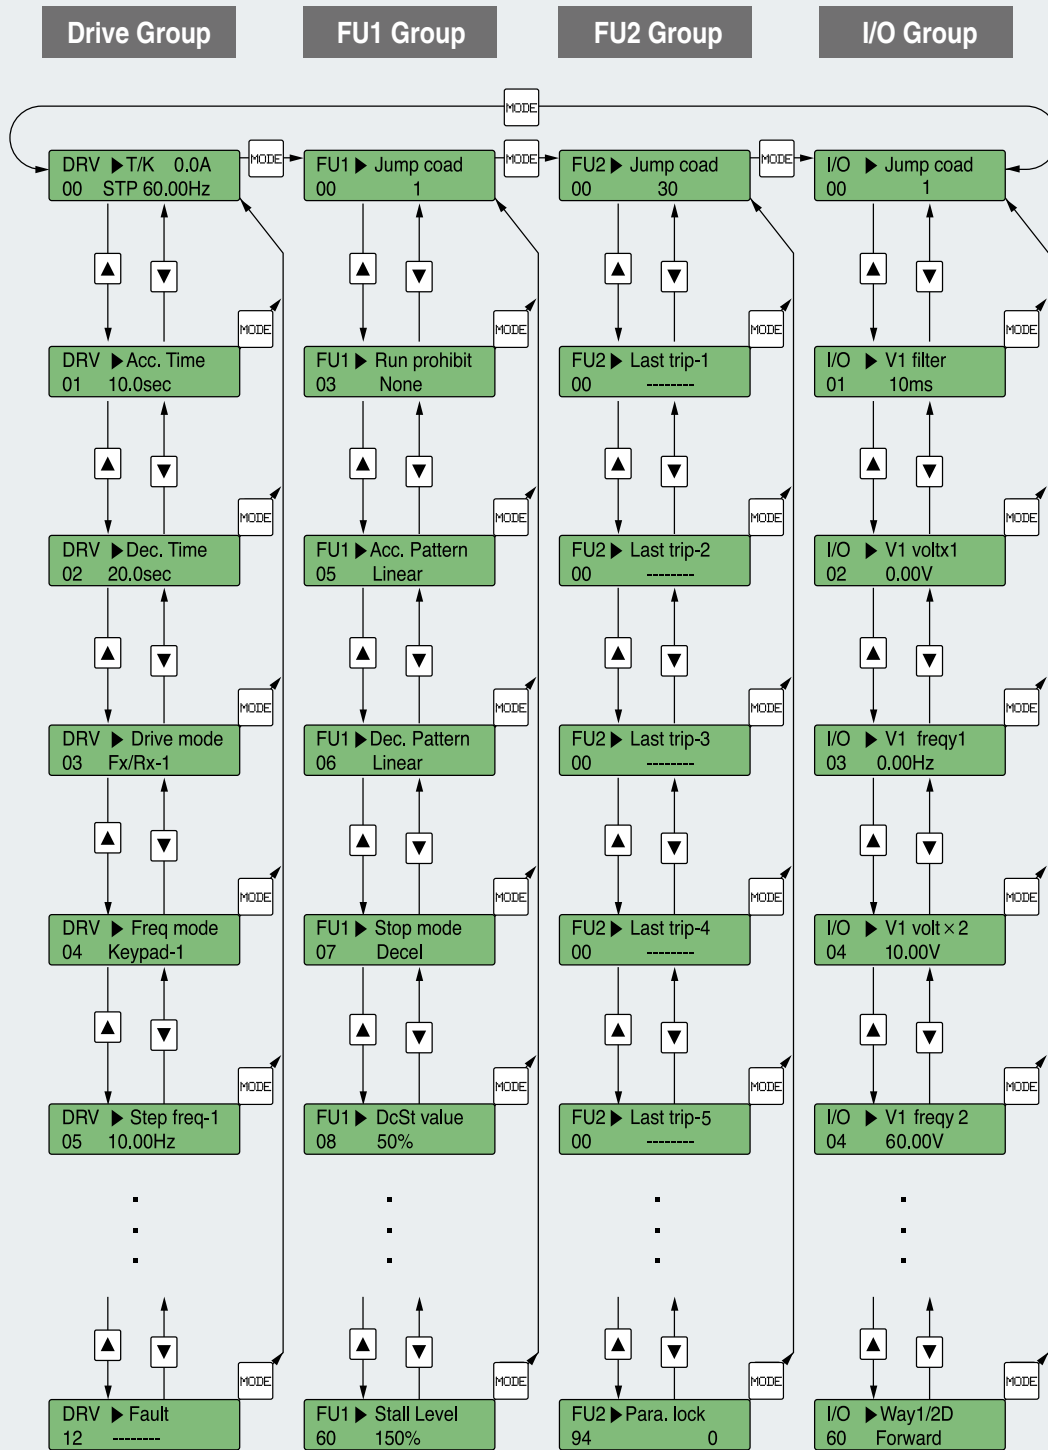 Drive Group
FU1 Group
FU2 Group
I/O Group
MODE
DRV ▶T/K 0.0A
00 STP 60.00Hz
MODE
FU1 ▶ Jump coad
00 1
MODE
FU2 ▶ Jump coad
00 30
MODE
I/O ▶ Jump coad
00 1
▲ ▼
▲ ▼
▲ ▼
▲ ▼
MODE
MODE
MODE
MODE
DRV ▶Acc. Time
01 10.0sec
FU1 ▶ Run prohibit
03 None
FU2 ▶ Last trip-1
00 --------
I/O ▶ V1 filter
01 10ms
▲ ▼
▲ ▼
▲ ▼
▲ ▼
MODE
MODE
MODE
MODE
DRV ▶Dec. Time
02 20.0sec
FU1 ▶ Acc. Pattern
05 Linear
FU2 ▶ Last trip-2
00 --------
I/O ▶ V1 voltx1
02 0.00V
▲ ▼
▲ ▼
▲ ▼
▲ ▼
MODE
MODE
MODE
MODE
DRV ▶ Drive mode
03 Fx/Rx-1
FU1 ▶ Dec. Pattern
06 Linear
FU2 ▶ Last trip-3
00 --------
I/O ▶ V1 freqy1
03 0.00Hz
▲ ▼
▲ ▼
▲ ▼
▲ ▼
MODE
MODE
MODE
MODE
DRV ▶ Freq mode
04 Keypad-1
FU1 ▶ Stop mode
07 Decel
FU2 ▶ Last trip-4
00 --------
I/O ▶ V1 volt×2
04 10.00V
▲ ▼
▲ ▼
▲ ▼
▲ ▼
MODE
MODE
MODE
MODE
DRV ▶ Step freq-1
05 10.00Hz
FU1 ▶ DcSt value
08 50%
FU2 ▶ Last trip-5
00 --------
I/O ▶ V1 freqy 2
04 60.00V
▲ ▼
▲ ▼
▲ ▼
▲ ▼
MODE
MODE
MODE
MODE
DRV ▶ Fault
12 --------
FU1 ▶ Stall Level
60 150%
FU2 ▶Para. lock
94 0
I/O ▶Way1/2D
60 Forward